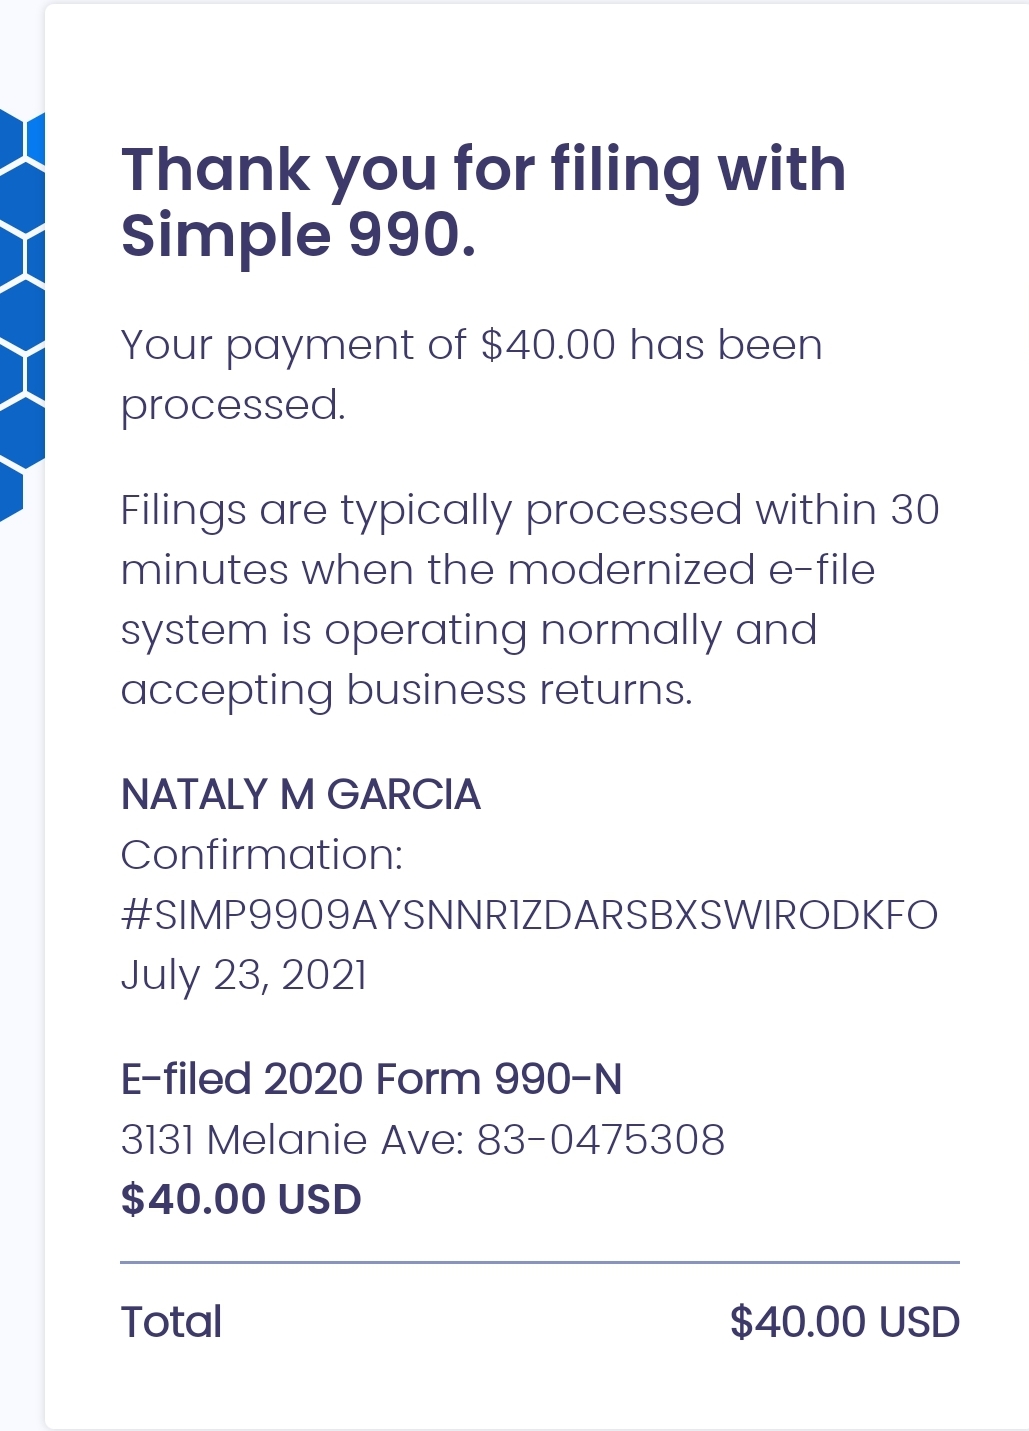 Thank you for filing with
Simple 990.
Your payment of $40.00 has been
processed.
Filings are typically processed within 30
minutes when the modernized e-file
system is operating normally and
accepting business returns.
NATALY M GARCIA
Confirmation:
#SIMP9909AYSNNR1ZDARSBXSWIRODKFO
July 23, 2021
E-filed 2020 Form 990-N
3131 Melanie Ave: 83-0475308
$40.00 USD
Total $40.00 USD